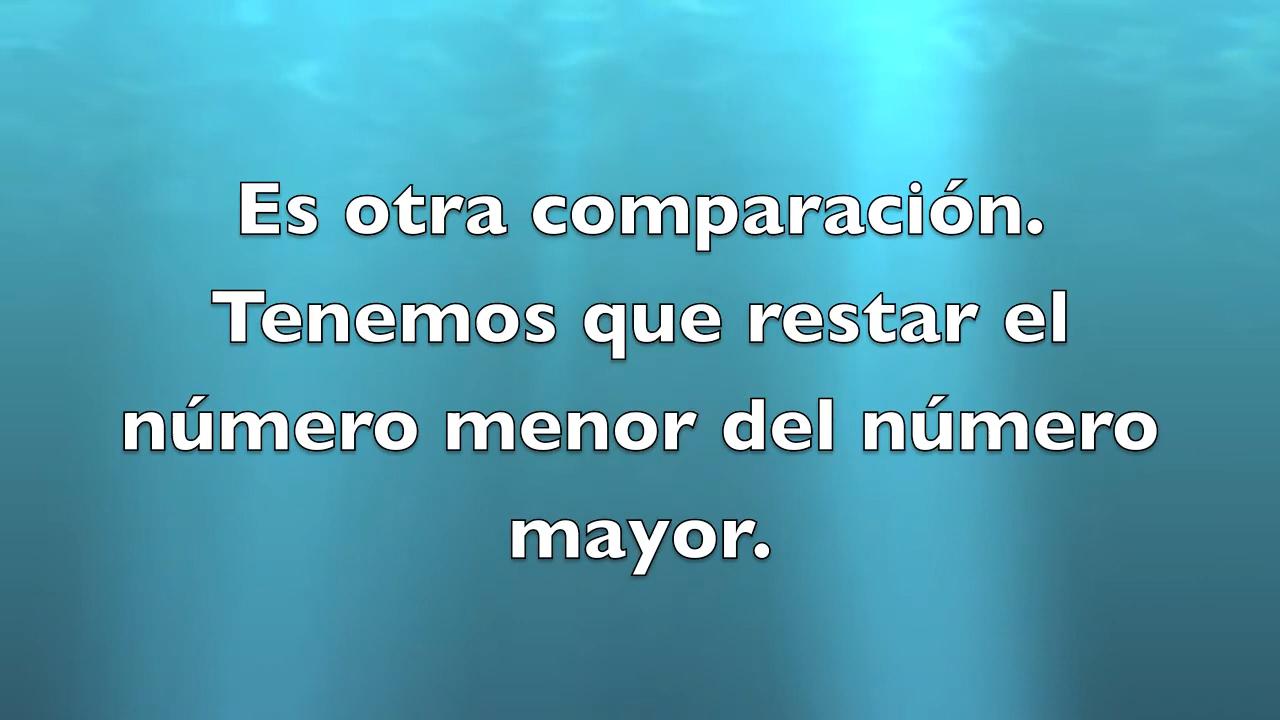 Es otra comparación.
Tenemos que restar el
número menor del número
mayor.